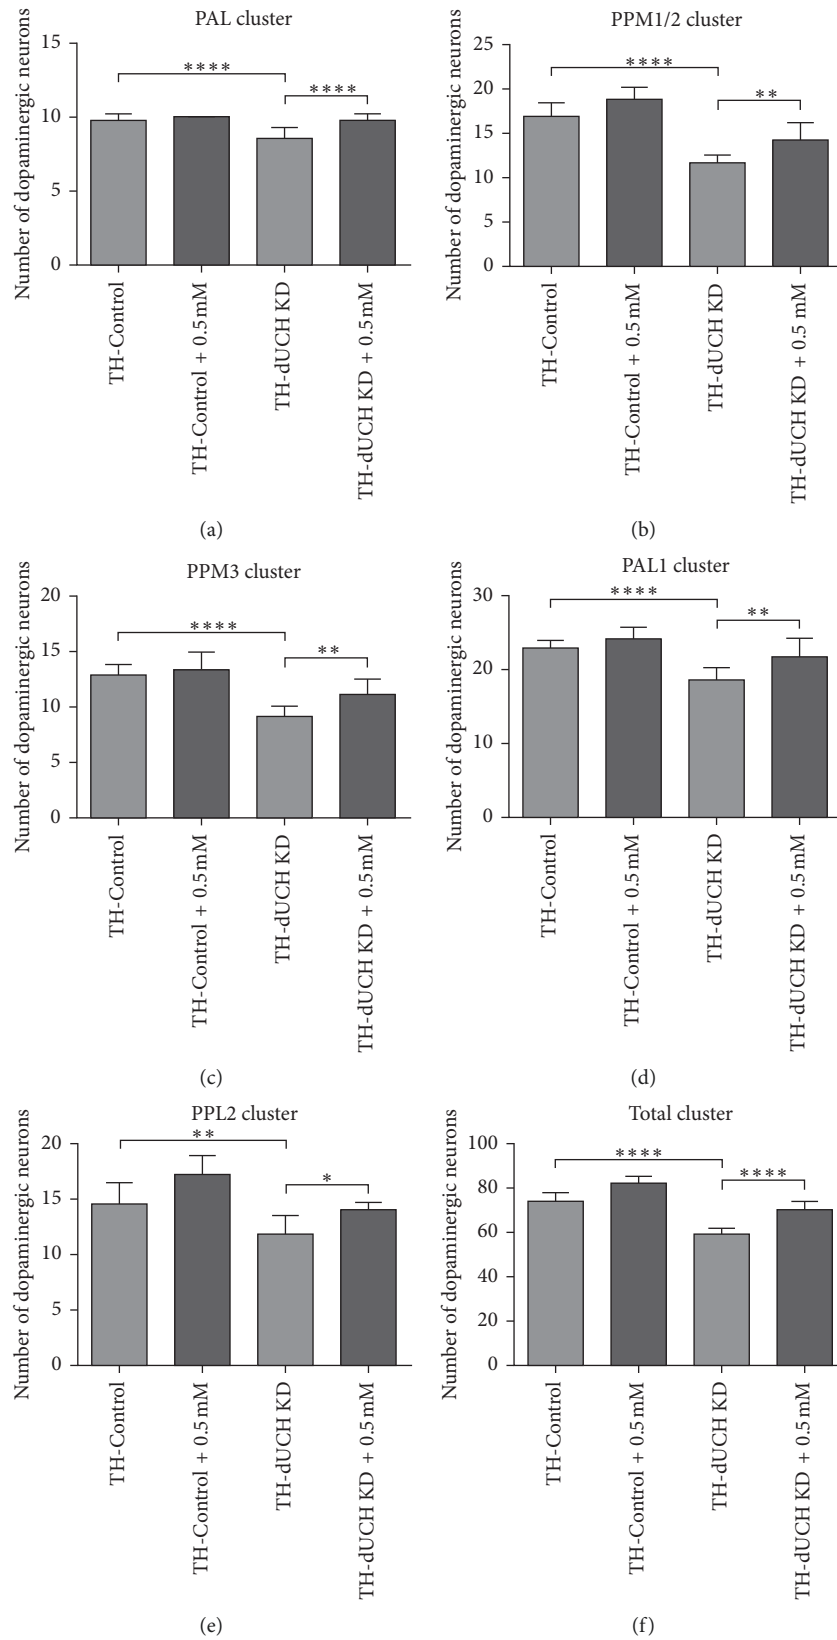 PAL cluster
Number of dopaminergic neurons
15
10
5
0
****
****
TH-Control
TH-Control + 0.5 mM
TH-dUCH KD
TH-dUCH KD + 0.5 mM
(a)
PPM1/2 cluster
Number of dopaminergic neurons
25
20
15
10
5
0
****
**
TH-Control
TH-Control + 0.5 mM
TH-dUCH KD
TH-dUCH KD + 0.5 mM
(b)
PPM3 cluster
Number of dopaminergic neurons
20
15
10
5
0
****
**
TH-Control
TH-Control + 0.5 mM
TH-dUCH KD
TH-dUCH KD + 0.5 mM
(c)
PAL1 cluster
Number of dopaminergic neurons
30
20
10
0
****
**
TH-Control
TH-Control + 0.5 mM
TH-dUCH KD
TH-dUCH KD + 0.5 mM
(d)
PPL2 cluster
Number of dopaminergic neurons
20
15
10
5
0
**
*
TH-Control
TH-Control + 0.5 mM
TH-dUCH KD
TH-dUCH KD + 0.5 mM
(e)
Total cluster
Number of dopaminergic neurons
100
80
60
40
20
0
****
****
TH-Control
TH-Control + 0.5 mM
TH-dUCH KD
TH-dUCH KD + 0.5 mM
(f)